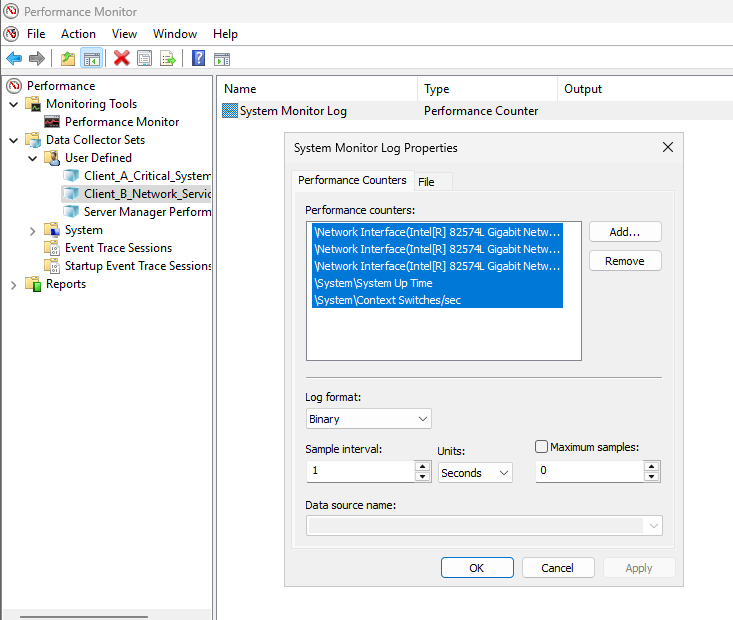 Performance Monitor
File Action View Window Help
Performance
Monitoring Tools
Performance Monitor
Data Collector Sets
User Defined
Client_A_Critical_System
Client_B_Network_Servic
Server Manager Perform
System
Event Trace Sessions
Startup Event Trace Sessions
Reports
Name Type Output
System Monitor Log Performance Counter
System Monitor Log Properties
Performance Counters File
Performance counters:
\Network Interface(Intel[R] 82574L Gigabit Netw...
\Network Interface(Intel[R] 82574L Gigabit Netw...
\Network Interface(Intel[R] 82574L Gigabit Netw...
\System\System Up Time
\System\Context Switches/sec
Add...
Remove
Log format:
Binary
Sample interval: Units: Maximum samples:
1 Seconds 0
Data source name:
OK Cancel Apply